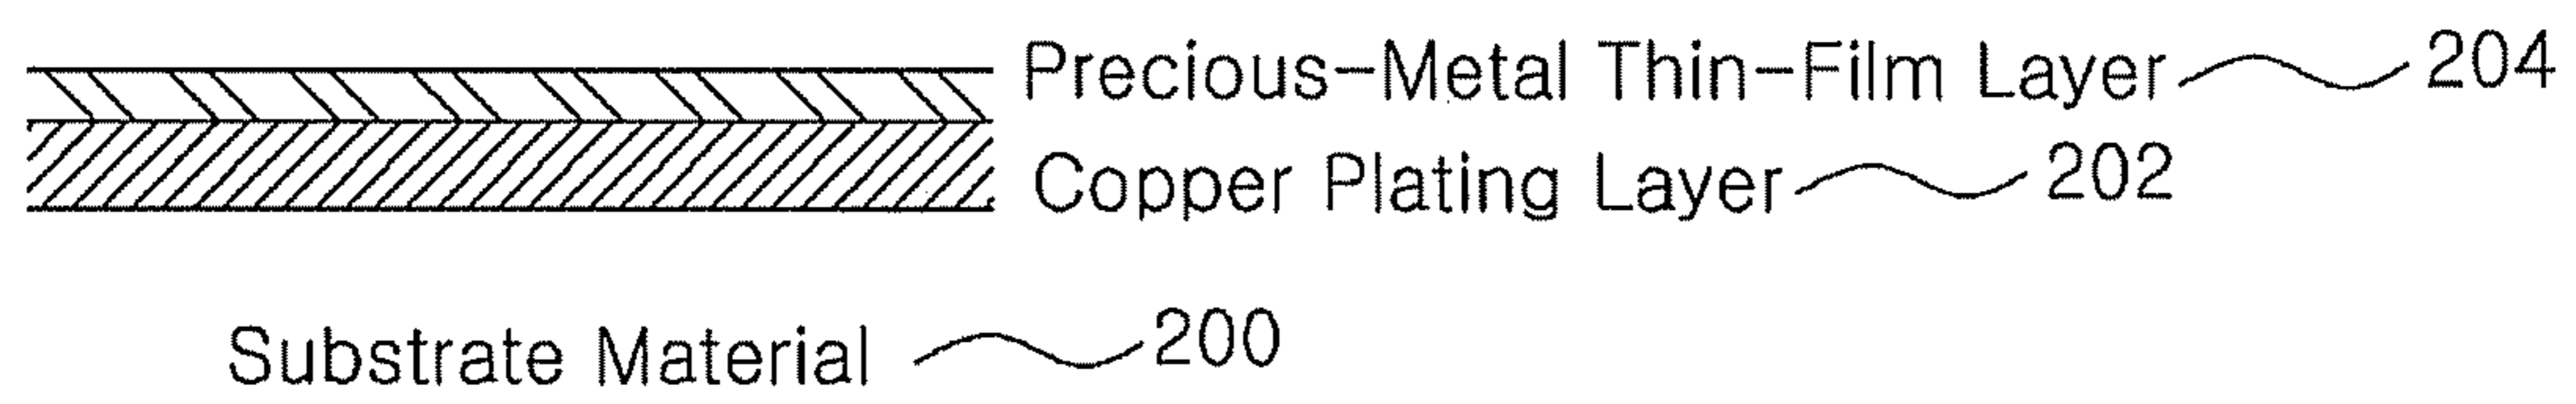 Precious-Metal Thin-Film Layer 204
Copper Plating Layer 202
Substrate Material 200